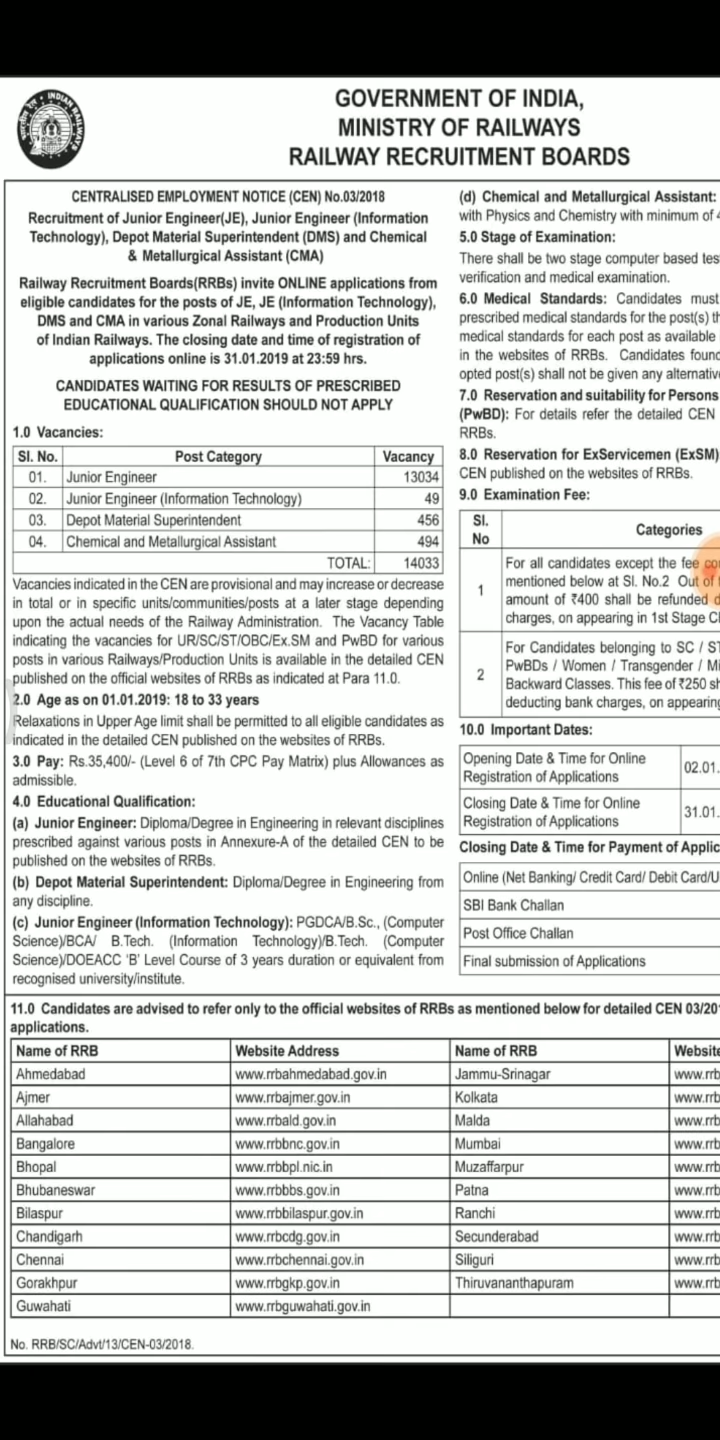 GOVERNMENT OF INDIA,
MINISTRY OF RAILWAYS
RAILWAY RECRUITMENT BOARDS
CENTRALISED EMPLOYMENT NOTICE (CEN) No.03/2018
Recruitment of Junior Engineer(JE), Junior Engineer (Information
Technology), Depot Material Superintendent (DMS) and Chemical
& Metallurgical Assistant (CMA)
Railway Recruitment Boards(RRBs) invite ONLINE applications from
eligible candidates for the posts of JE, JE (Information Technology),
DMS and CMA in various Zonal Railways and Production Units
of Indian Railways. The closing date and time of registration of
applications online is 31.01.2019 at 23:59 hrs.
CANDIDATES WAITING FOR RESULTS OF PRESCRIBED
EDUCATIONAL QUALIFICATION SHOULD NOT APPLY
1.0 Vacancies:
Sl. No. Post Category Vacancy
01. Junior Engineer 13034
02. Junior Engineer (Information Technology) 49
03. Depot Material Superintendent 456
04. Chemical and Metallurgical Assistant 494
TOTAL: 14033
Vacancies indicated in the CEN are provisional and may increase or decrease
in total or in specific units/communities/posts at a later stage depending
upon the actual needs of the Railway Administration. The Vacancy Table
indicating the vacancies for UR/SC/ST/OBC/Ex.SM and PwBD for various
posts in various Railways/Production Units is available in the detailed CEN
published on the official websites of RRBs as indicated at Para 11.0.
2.0 Age as on 01.01.2019: 18 to 33 years
Relaxations in Upper Age limit shall be permitted to all eligible candidates as
indicated in the detailed CEN published on the websites of RRBs.
3.0 Pay: Rs.35,400/- (Level 6 of 7th CPC Pay Matrix) plus Allowances as
admissible.
4.0 Educational Qualification:
(a) Junior Engineer: Diploma/Degree in Engineering in relevant disciplines
prescribed against various posts in Annexure-A of the detailed CEN to be
published on the websites of RRBs.
(b) Depot Material Superintendent: Diploma/Degree in Engineering from
any discipline.
(c) Junior Engineer (Information Technology): PGDCA/B.Sc., (Computer
Science)/BCA/ B.Tech. (Information Technology)/B.Tech. (Computer
Science)/DOEACC 'B' Level Course of 3 years duration or equivalent from
recognised university/institute.
(d) Chemical and Metallurgical Assistant:
with Physics and Chemistry with minimum of
5.0 Stage of Examination:
There shall be two stage computer based
verification and medical examination.
6.0 Medical Standards: Candidates must
prescribed medical standards for the post(s)
medical standards for each post as available
in the websites of RRBs. Candidates
opted post(s) shall not be given any
7.0 Reservation and suitability for Persons
(PwBD): For details refer the detailed CEN
RRBs.
8.0 Reservation for ExServicemen (ExSM)
CEN published on the websites of RRBs.
9.0 Examination Fee:
Sl. No Categories
1 For all candidates except the fee
mentioned below at Sl. No.2 Out of
amount of ₹400 shall be refunded
charges, on appearing in 1st Stage
2 For Candidates belonging to SC /
PwBDs / Women / Transgender /
Backward Classes. This fee of ₹250
deducting bank charges, on appearing
10.0 Important Dates:
Opening Date & Time for Online
Registration of Applications 02.01.
Closing Date & Time for Online
Registration of Applications 31.01.
Closing Date & Time for Payment of
Online (Net Banking/ Credit Card/ Debit Card/
SBI Bank Challan
Post Office Challan
Final submission of Applications
11.0 Candidates are advised to refer only to the official websites of RRBs as mentioned below for detailed CEN
applications.
Name of RRB Website Address Name of RRB Website
Ahmedabad www.rrbahmedabad.gov.in Jammu-Srinagar www.rrb
Ajmer www.rrbajmer.gov.in Kolkata www.rrb
Allahabad www.rrbald.gov.in Malda www.rrb
Bangalore www.rrbbnc.gov.in Mumbai www.rrb
Bhopal www.rrbbpl.nic.in Muzaffarpur www.rrb
Bhubaneswar www.rrbbbs.gov.in Patna www.rrb
Bilaspur www.rrbbilaspur.gov.in Ranchi www.rrb
Chandigarh www.rrbcdg.gov.in Secunderabad www.rrb
Chennai www.rrbchennai.gov.in Siliguri www.rrb
Gorakhpur www.rrbgkp.gov.in Thiruvananthapuram www.rrb
Guwahati www.rrbguwahati.gov.in
No. RRB/SC/Advt/13/CEN-03/2018.